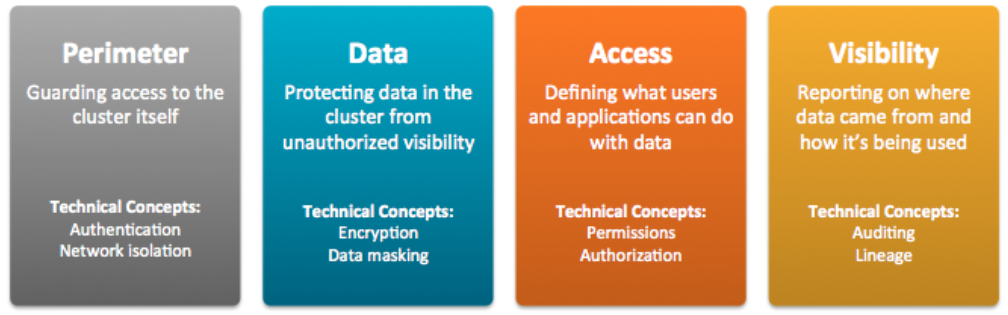 Perimeter
Guarding access to the
cluster itself
Technical Concepts:
Authentication
Network isolation
Data
Protecting data in the
cluster from
unauthorized visibility
Technical Concepts:
Encryption
Data masking
Access
Defining what users
and applications can do
with data
Technical Concepts:
Permissions
Authorization
Visibility
Reporting on where
data came from and
how it's being used
Technical Concepts:
Auditing
Lineage